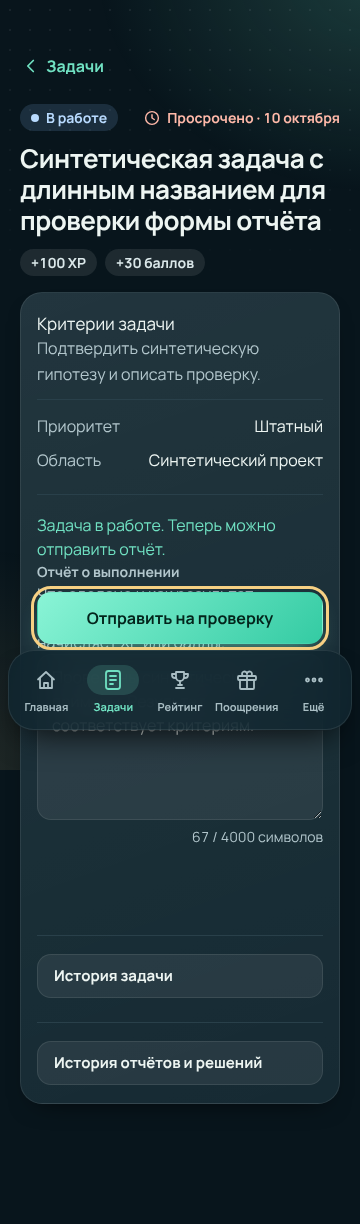 Задачи
В работе
Просрочено · 10 октября
Синтетическая задача с
длинным названием для
проверки формы отчёта
+100 XP
+30 баллов
Критерии задачи
Подтвердить синтетическую
гипотезу и описать проверку.
Приоритет
Штатный
Область
Синтетический проект
Задача в работе. Теперь можно
отправить отчёт.
Отчёт о выполнении
Отправить на проверку
Главная
Задачи
Рейтинг
Поощрения
Ещё
соответствует критериям.
67 / 4000 символов
История задачи
История отчётов и решений